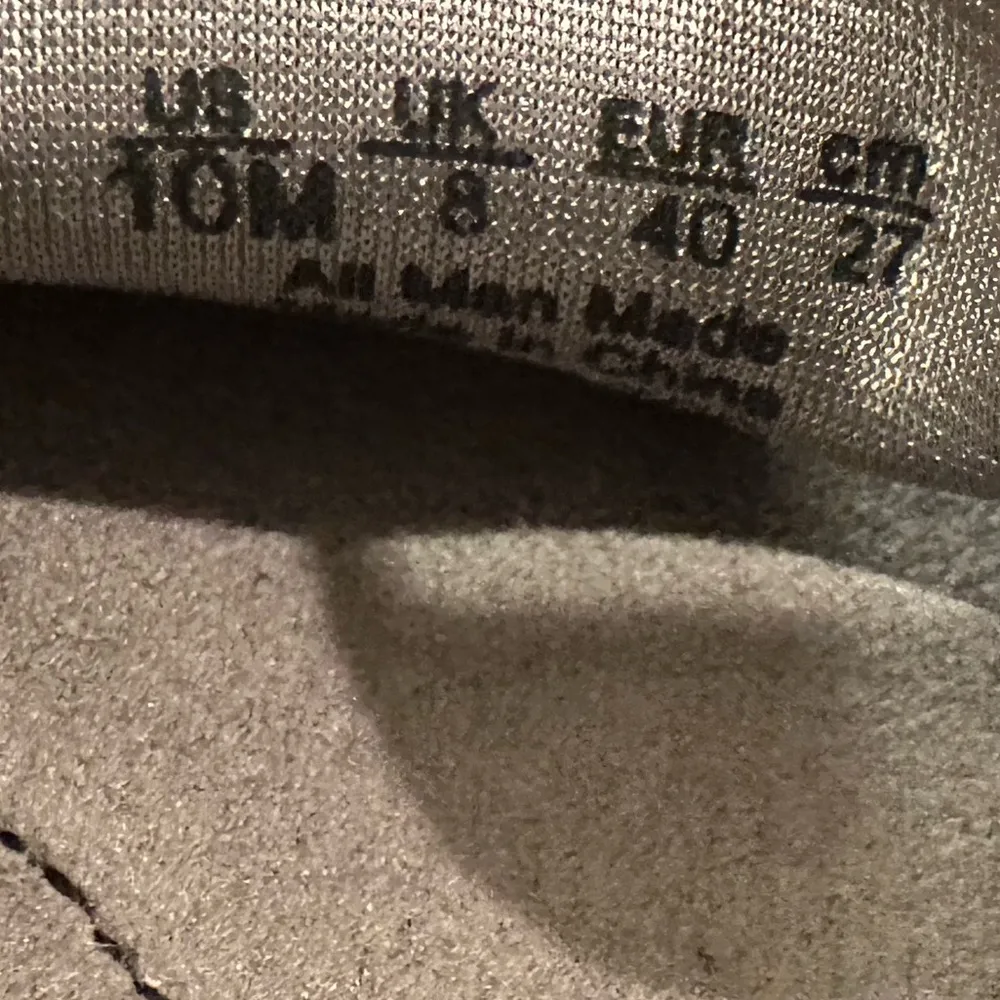 US UK EUR cm
10M 8 40 27
All Man Made
Made in China